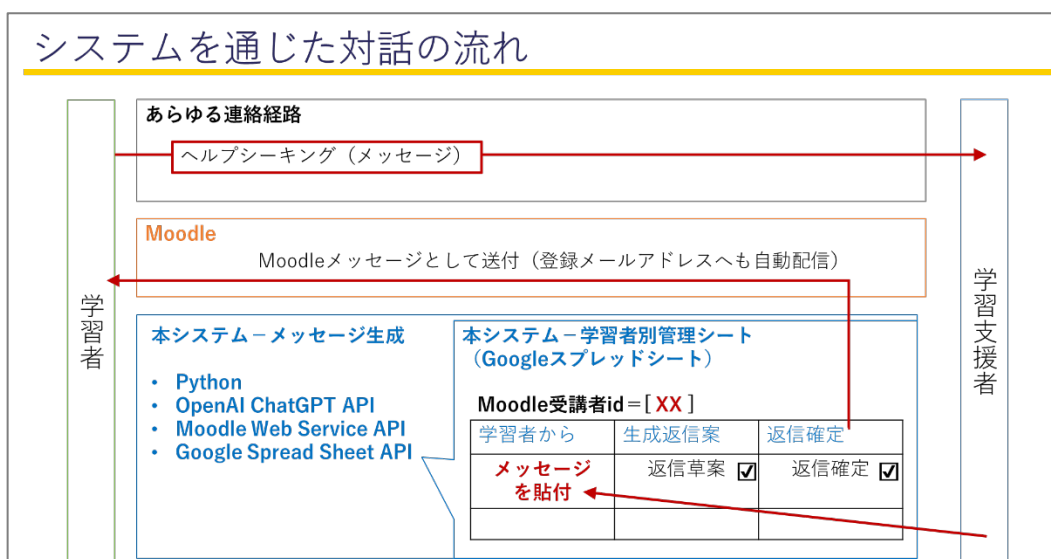 システムを通じた対話の流れ
あらゆる連絡経路
ヘルプシーキング（メッセージ）
Moodle
Moodleメッセージとして送付（登録メールアドレスへも自動配信）
学習者
学習支援者
本システム－メッセージ生成
• Python
• OpenAI ChatGPT API
• Moodle Web Service API
• Google Spread Sheet API
本システム－学習者別管理シート
（Googleスプレッドシート）
Moodle受講者id＝[ XX ]
学習者から 生成返信案 返信確定
メッセージ 返信草案 ☑ 返信確定 ☑
を貼付